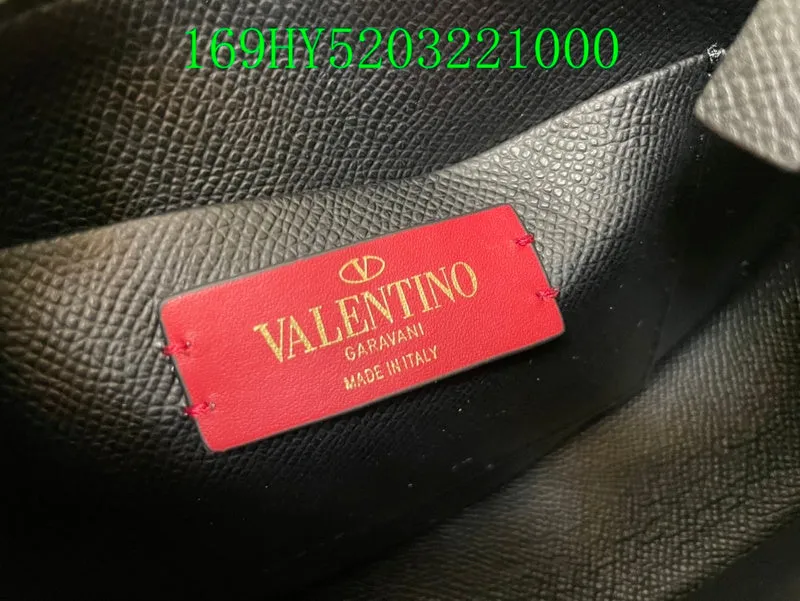 169HY5203221000
V
VALENTINO
GARAVANI
MADE IN ITALY